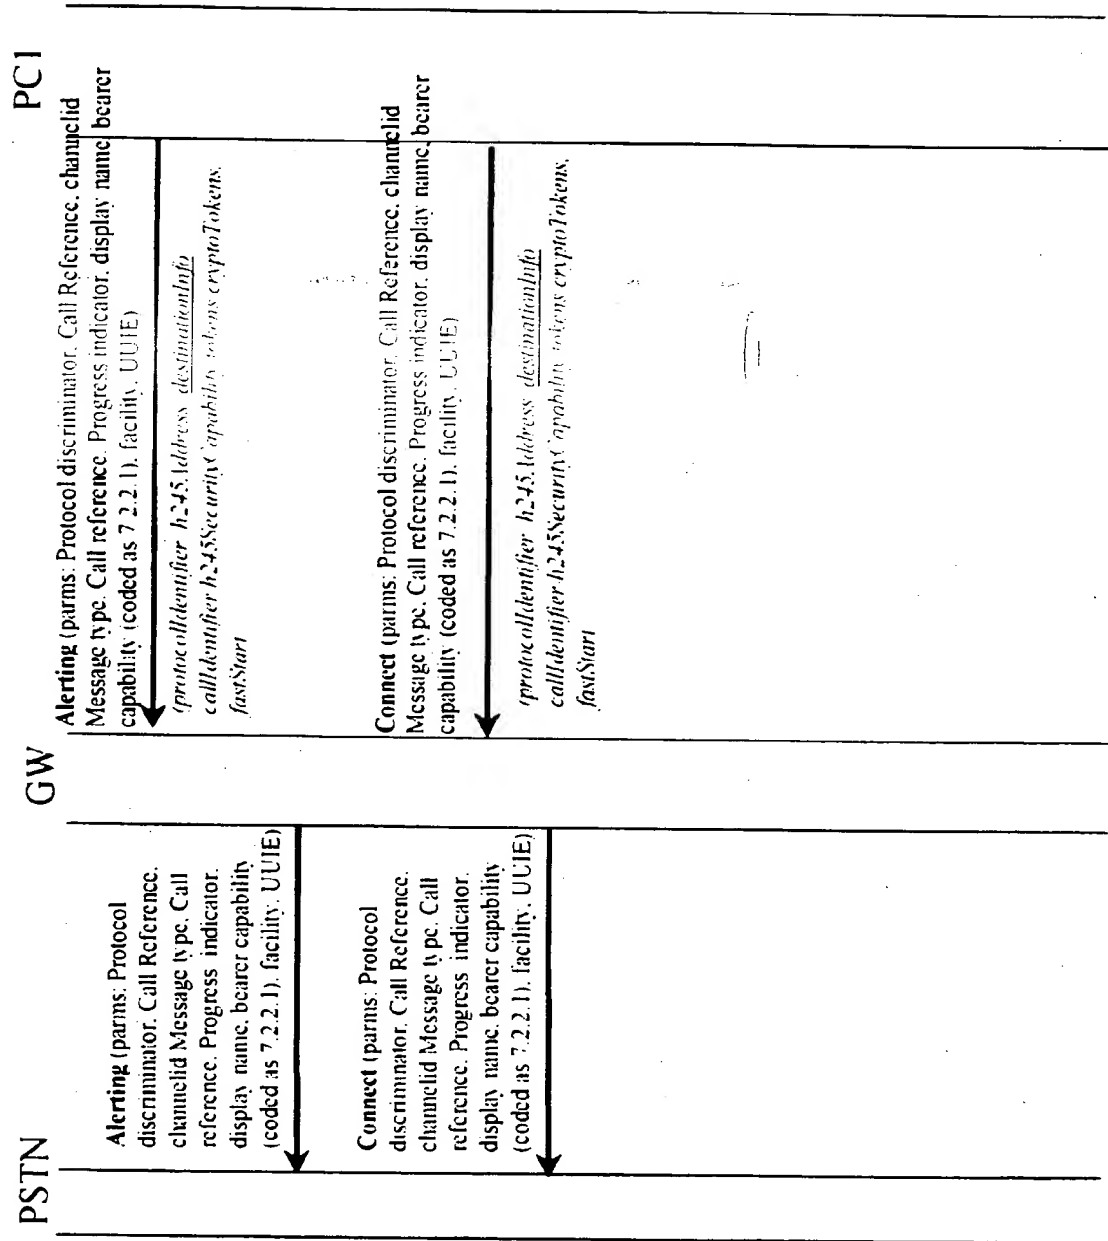 PSTN
GW
PC1
Alerting (parms: Protocol
discriminator. Call Reference.
channelid Message type. Call
reference. Progress indicator.
display name. bearer capability
(coded as 7.2.2.1). facility. UUIE)
Connect (parms: Protocol
discriminator. Call Reference.
channelid Message type. Call
reference. Progress indicator.
display name. bearer capability
(coded as 7.2.2.1). facility. UUIE)
Alerting (parms: Protocol discriminator. Call Reference. channelid
Message type. Call reference. Progress indicator. display name. bearer
capability (coded as 7.2.2.1). facility. UUIE)
(protocolIdentifier h245Address destinationInfo
callIdentifier h245SecurityCapability tokens cryptoTokens.
fastStart
Connect (parms: Protocol discriminator. Call Reference. channelid
Message type. Call reference. Progress indicator. display name. bearer
capability (coded as 7.2.2.1). facility. UUIE)
(protocolIdentifier h245Address destinationInfo
callIdentifier h245SecurityCapability tokens cryptoTokens.
fastStart